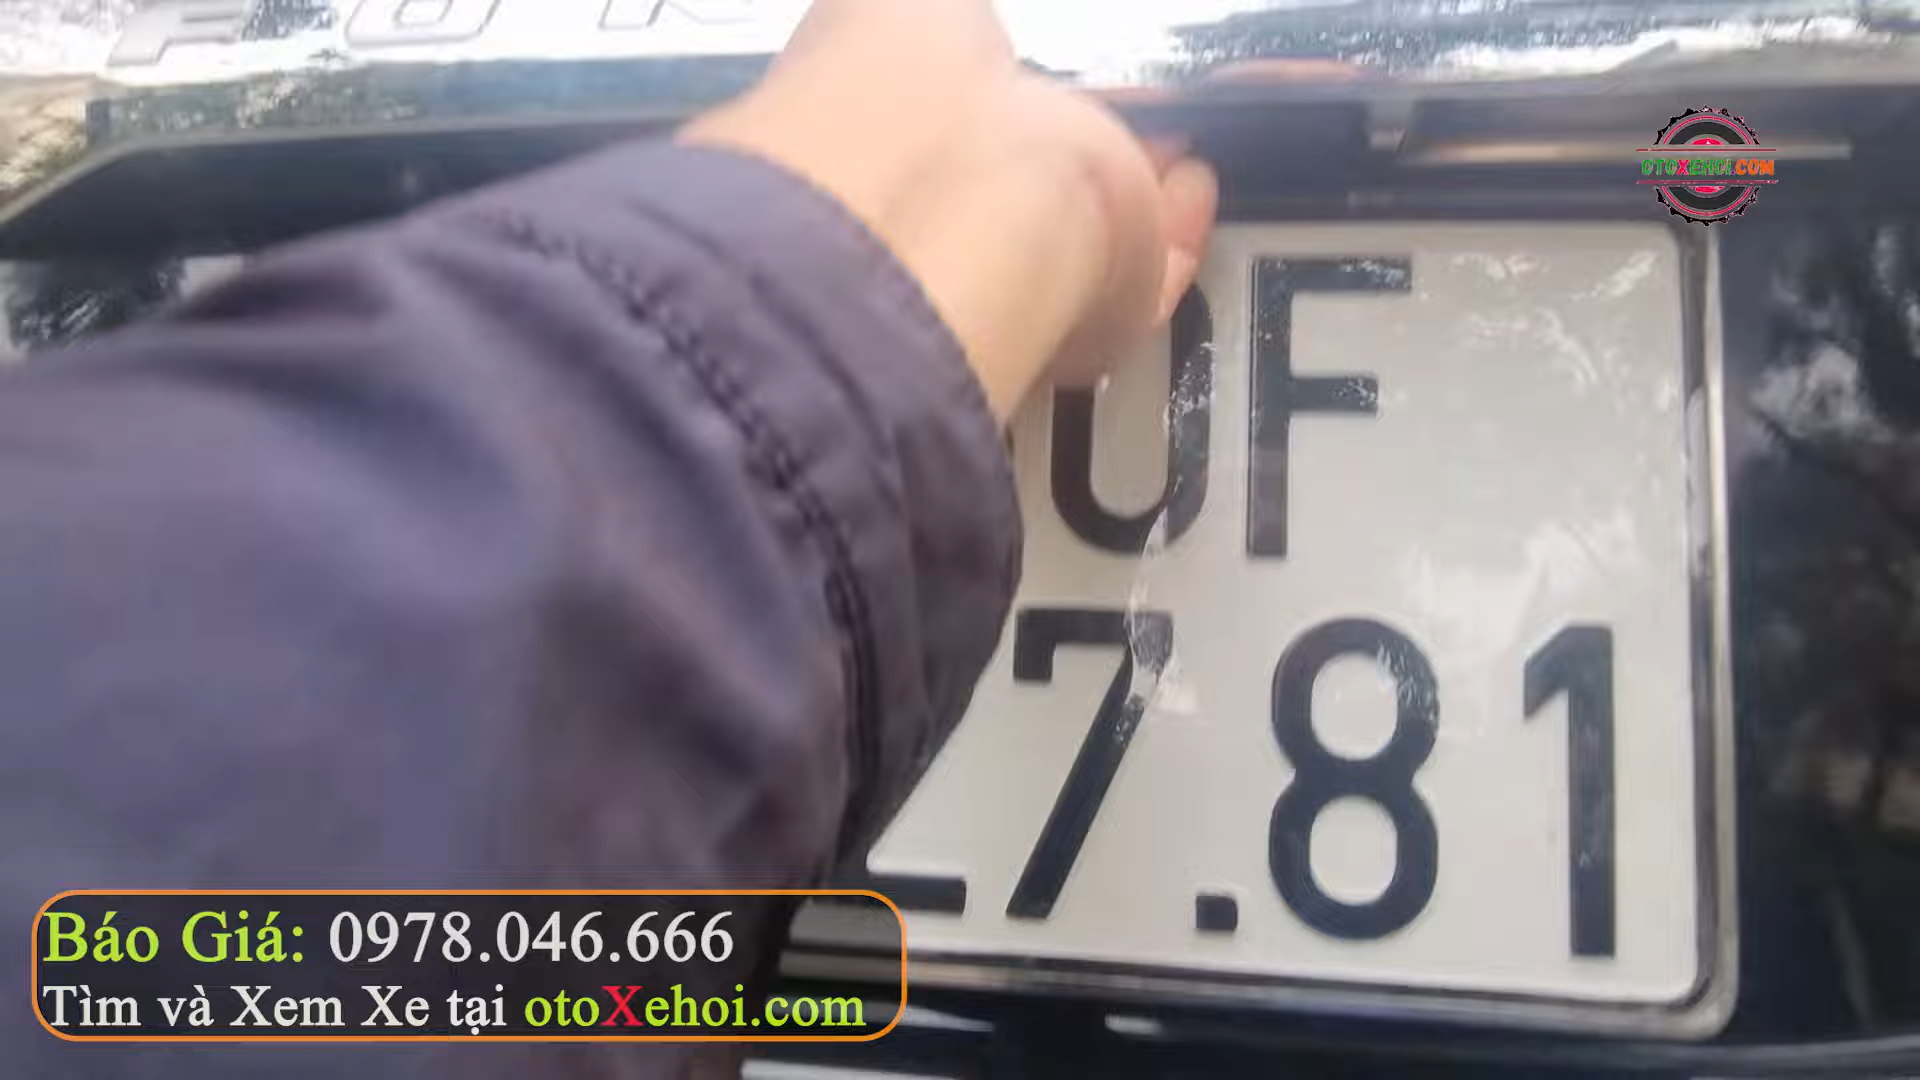 OTOXEHOI.COM
0F
7.81
Báo Giá: 0978.046.666
Tìm và Xem Xe tại otoXehoi.com